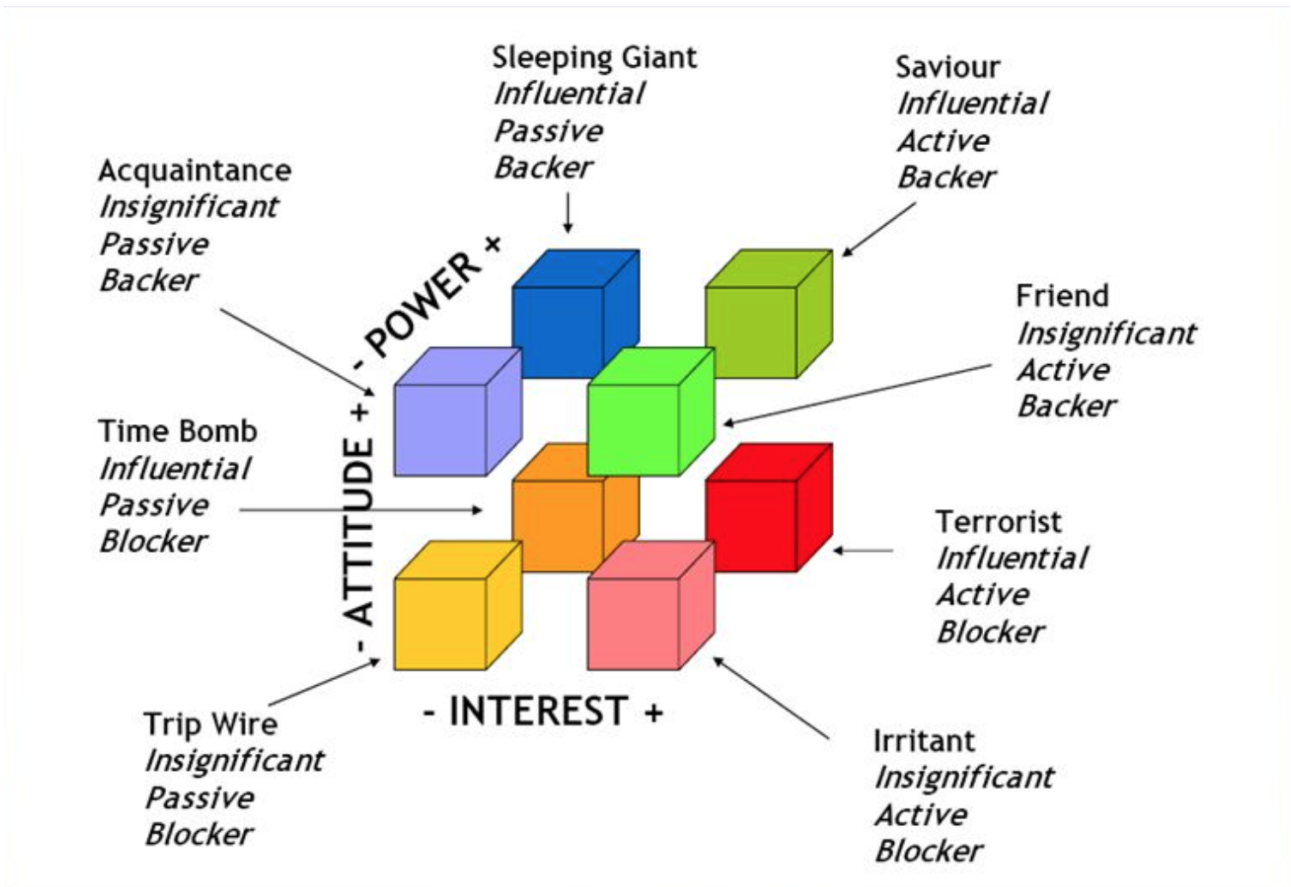 Sleeping Giant
Influential
Passive
Backer
Saviour
Influential
Active
Backer
Acquaintance
Insignificant
Passive
Backer
- POWER +
Friend
Insignificant
Active
Backer
- ATTITUDE +
Time Bomb
Influential
Passive
Blocker
Terrorist
Influential
Active
Blocker
- INTEREST +
Trip Wire
Insignificant
Passive
Blocker
Irritant
Insignificant
Active
Blocker